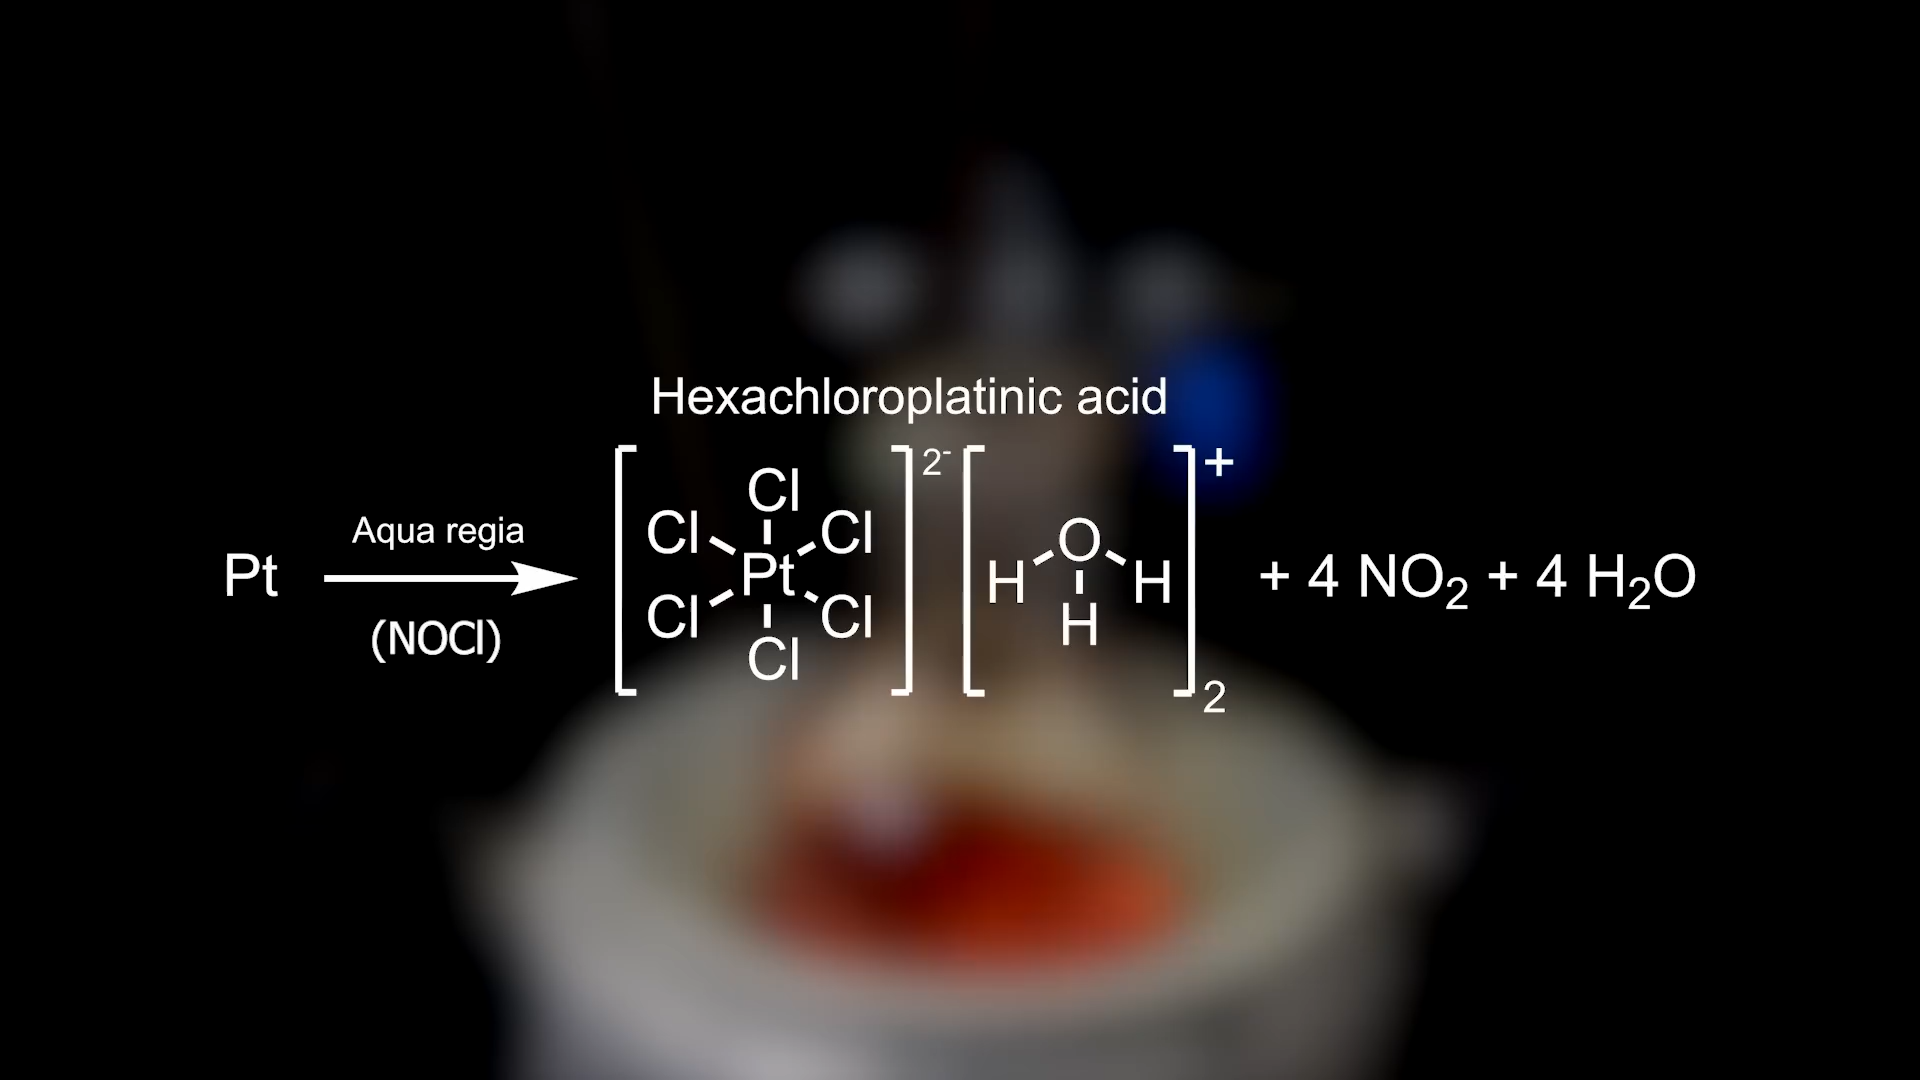 Hexachloroplatinic acid
Pt
Aqua regia
(NOCl)
[
Cl
Cl
Cl
Pt
Cl
Cl
Cl
]2-
[
O
H
H
H
]+
2
+ 4 NO2 + 4 H2O